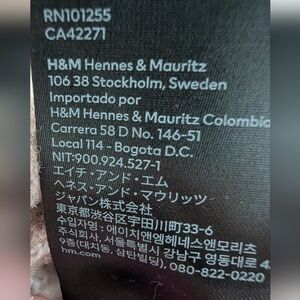 RN101255
CA42271
H&M Hennes & Mauritz
106 38 Stockholm, Sweden
Importado por
H&M Hennes & Mauritz Colombia
Carrera 58 D No. 146-51
Local 114 - Bogota D.C.
NIT:900.924.527-1
エイチ・アンド・エム
ヘネス・アンド・マウリッツ
ジャパン株式会社
東京都渋谷区宇田川町33-6
수입자명 : 에이치앤엠헤네스앤모리츠
주식회사, 서울특별시 강남구 영동대로
9층(대치동, 삼탄빌딩), 080-822-0220
hm.com